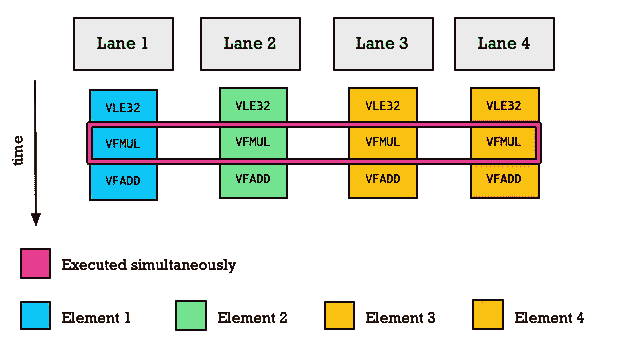 Lane 1 Lane 2 Lane 3 Lane 4
VLE32 VLE32 VLE32 VLE32
time
VFMUL VFMUL VFMUL VFMUL
VFADD VFADD VFADD VFADD
Executed simultaneously
Element 1 Element 2 Element 3 Element 4